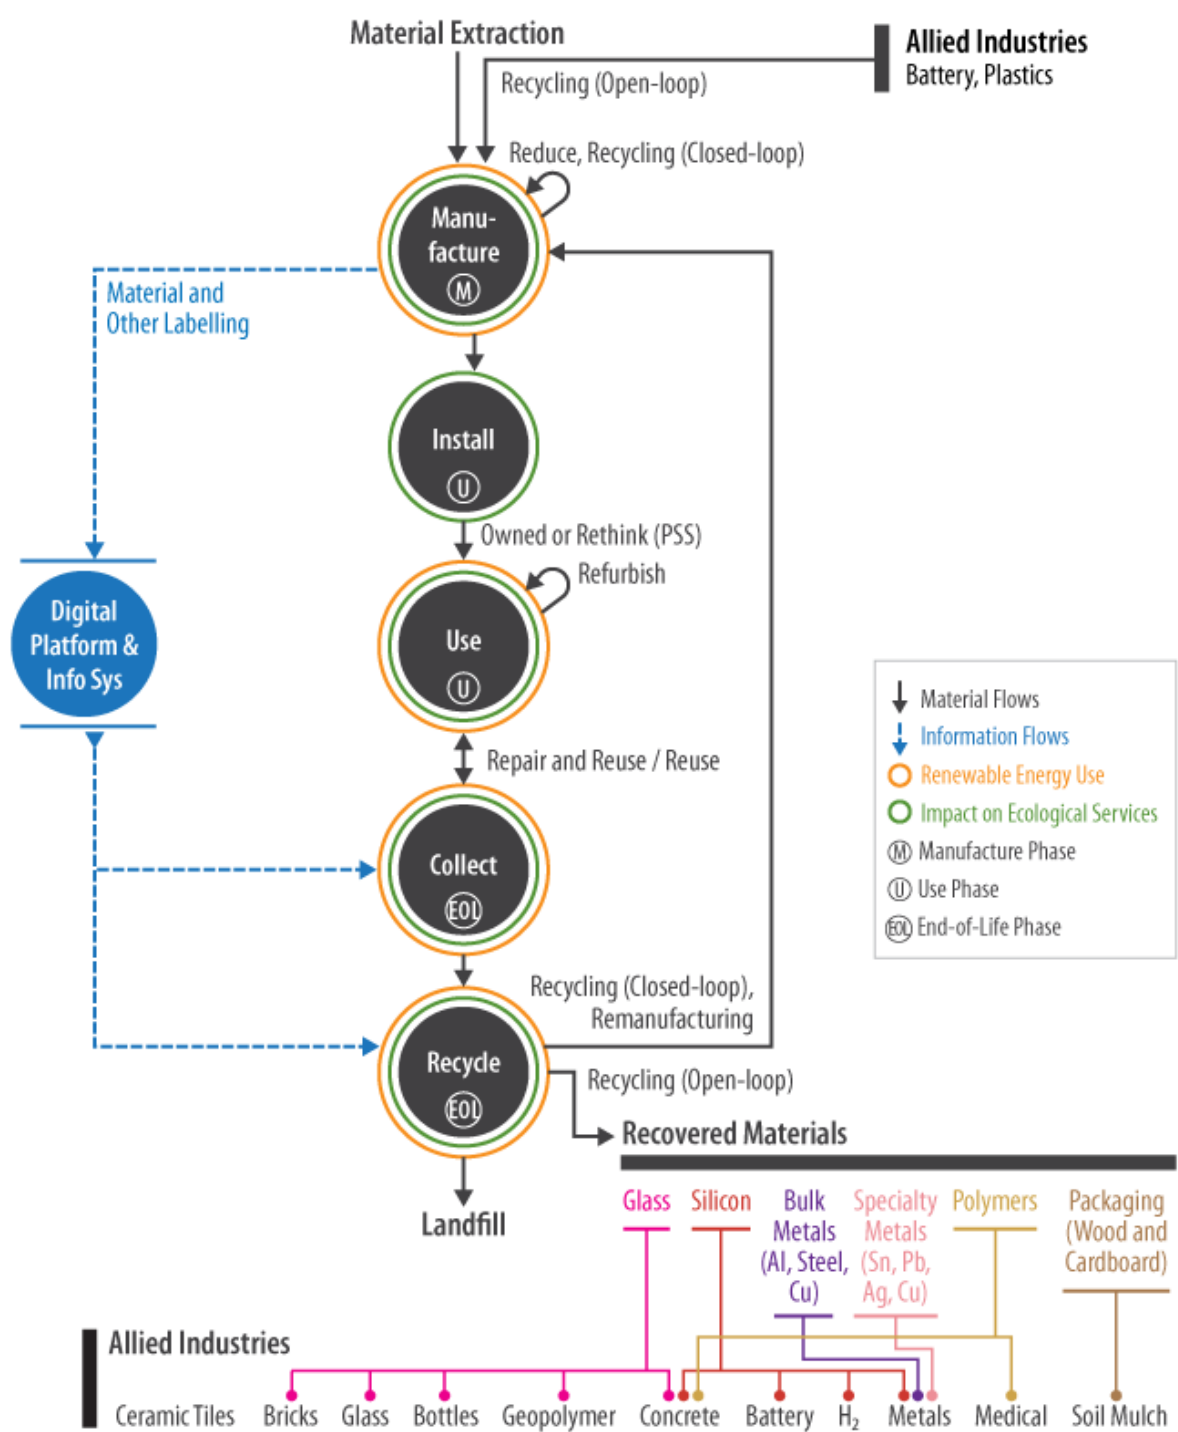 Material Extraction
Allied Industries
Battery, Plastics
Recycling (Open-loop)
Reduce, Recycling (Closed-loop)
Manu-
facture
M
Material and
Other Labelling
Install
U
Owned or Rethink (PSS)
Refurbish
Use
U
Digital
Platform &
Info Sys
Material Flows
Information Flows
Renewable Energy Use
Impact on Ecological Services
M Manufacture Phase
U Use Phase
EOL End-of-Life Phase
Repair and Reuse / Reuse
Collect
EOL
Recycling (Closed-loop),
Remanufacturing
Recycle
EOL
Recycling (Open-loop)
Recovered Materials
Landfill
Glass
Silicon
Bulk
Metals
(Al, Steel,
Cu)
Specialty
Metals
(Sn, Pb,
Ag, Cu)
Polymers
Packaging
(Wood and
Cardboard)
Allied Industries
Ceramic Tiles
Bricks
Glass
Bottles
Geopolymer
Concrete
Battery
H₂
Metals
Medical
Soil Mulch